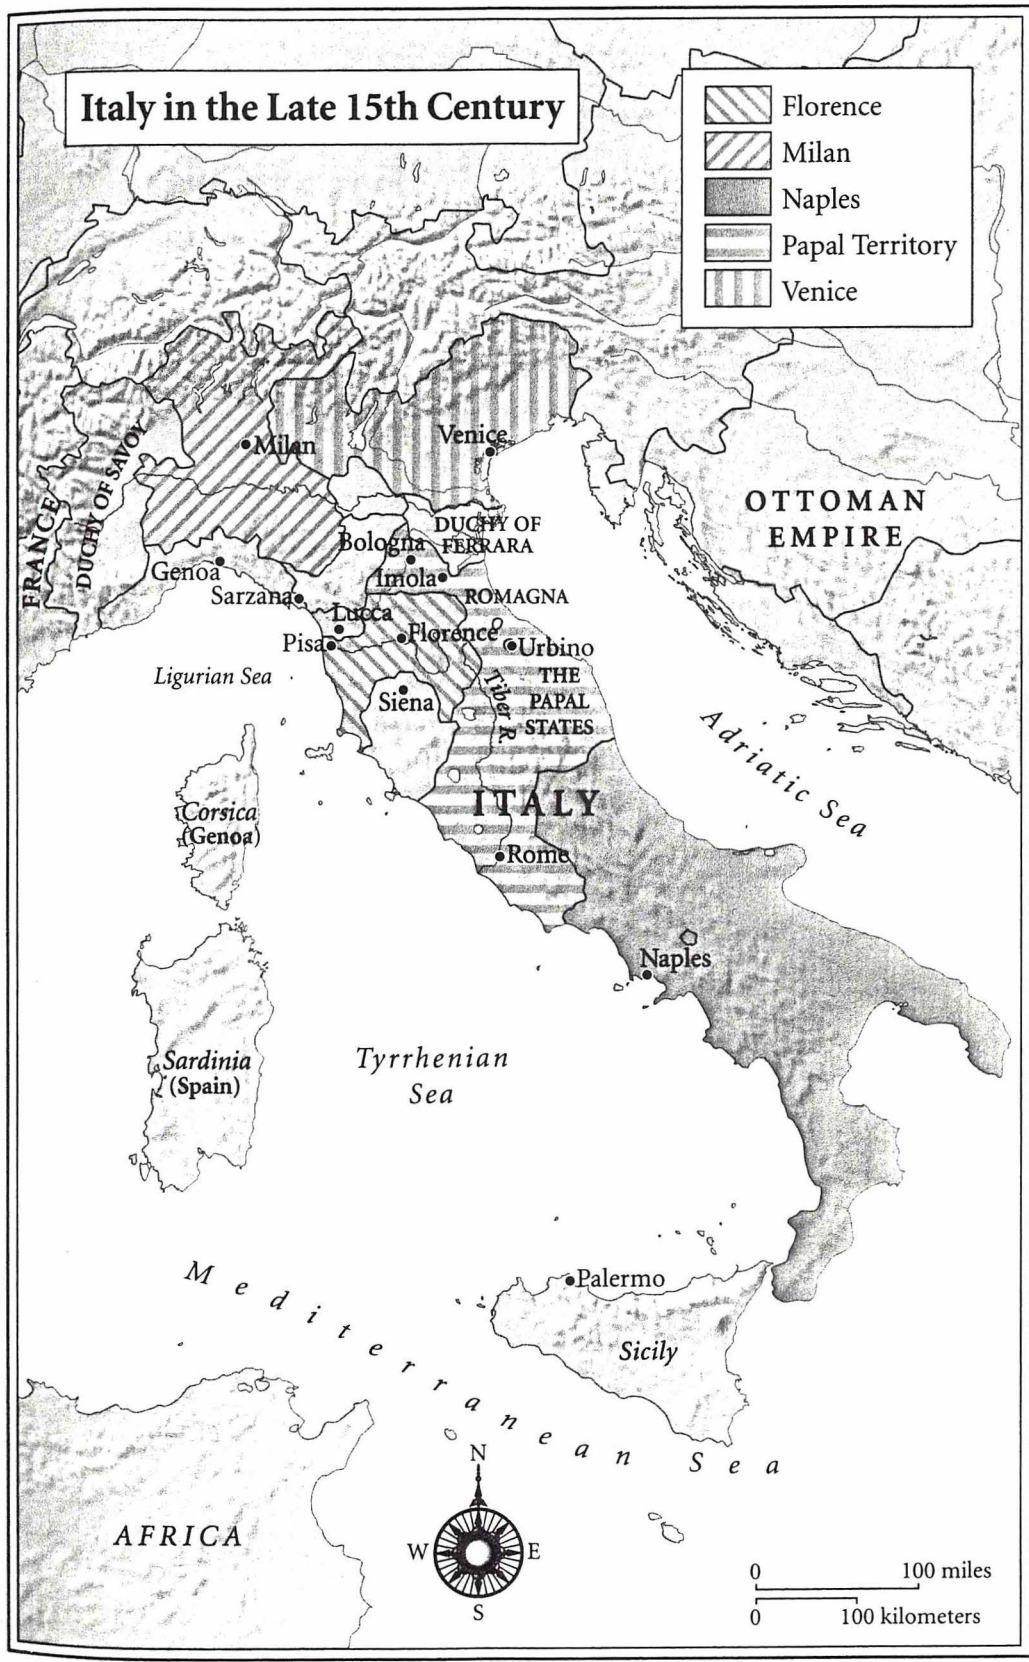 Italy in the Late 15th Century
Florence
Milan
Naples
Papal Territory
Venice
Milan
Venice
FRANCE
DUCHY OF SAVOY
OTTOMAN
EMPIRE
DUCHY OF
FERRARA
Bologna
Genoa
Imola
Sarzana
ROMAGNA
Lucca
Pisa
Florence
Urbino
Ligurian Sea
Siena
Tiber R.
THE
PAPAL
STATES
Adriatic Sea
ITALY
Corsica
(Genoa)
Rome
Naples
Sardinia
(Spain)
Tyrrhenian
Sea
Palermo
Sicily
Mediterranean Sea
AFRICA
N
W
E
S
0 100 miles
0 100 kilometers